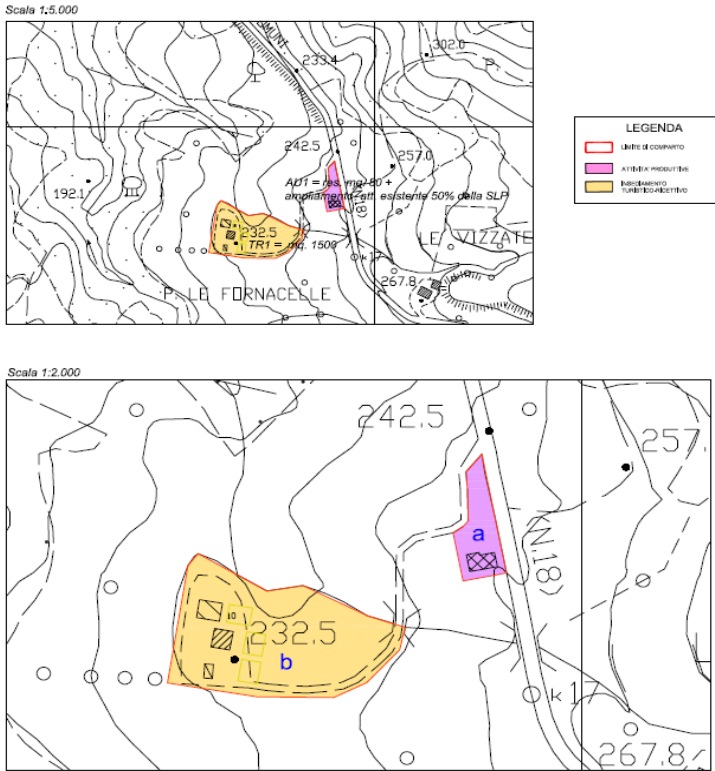 Scala 1:5.000
302.0
233.4
P.
242.5
257.0
192.1
AU1 = res. mq. 80 +
ampliamento att. esistente 50% della SLP
232.5
TR1 = mq. 1500
LE VIZZATE
k 17
267.8
P. LE FORNACELLE
LEGENDA
LIMITE DI COMPARTO
ATTIVITA' PRODUTTIVE
INSEDIAMENTO
TURISTICO-RICETTIVO
Scala 1:2.000
242.5
257.
a
(N.18)
232.5
b
k 17
267.8